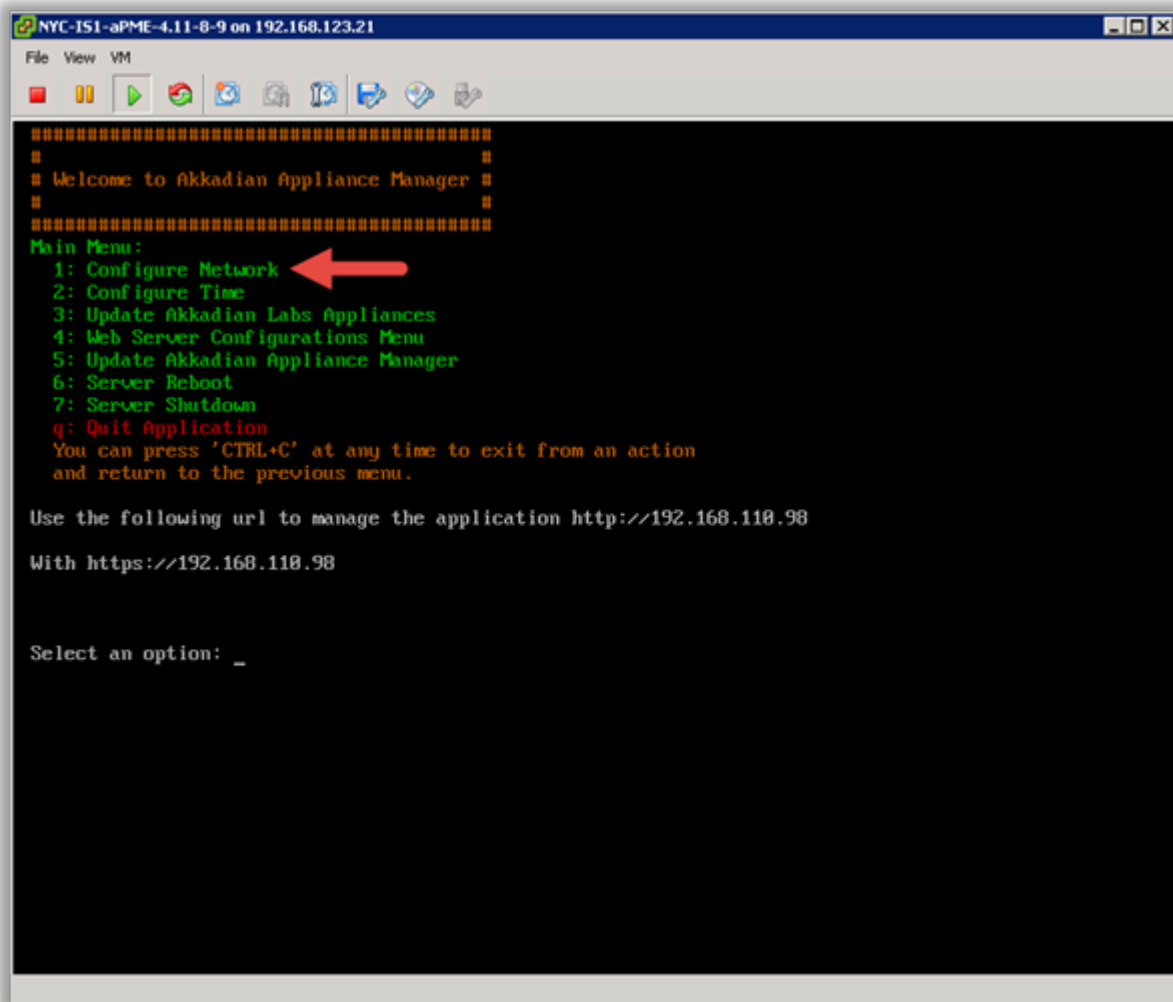 NYC-IS1-aPME-4.11-8-9 on 192.168.123.21
File View VM
#########################################
# #
# Welcome to Akkadian Appliance Manager #
# #
#########################################
Main Menu:
1: Configure Network
2: Configure Time
3: Update Akkadian Labs Appliances
4: Web Server Configurations Menu
5: Update Akkadian Appliance Manager
6: Server Reboot
7: Server Shutdown
q: Quit Application
You can press 'CTRL+C' at any time to exit from an action
and return to the previous menu.
Use the following url to manage the application http://192.168.110.98
With https://192.168.110.98
Select an option: _